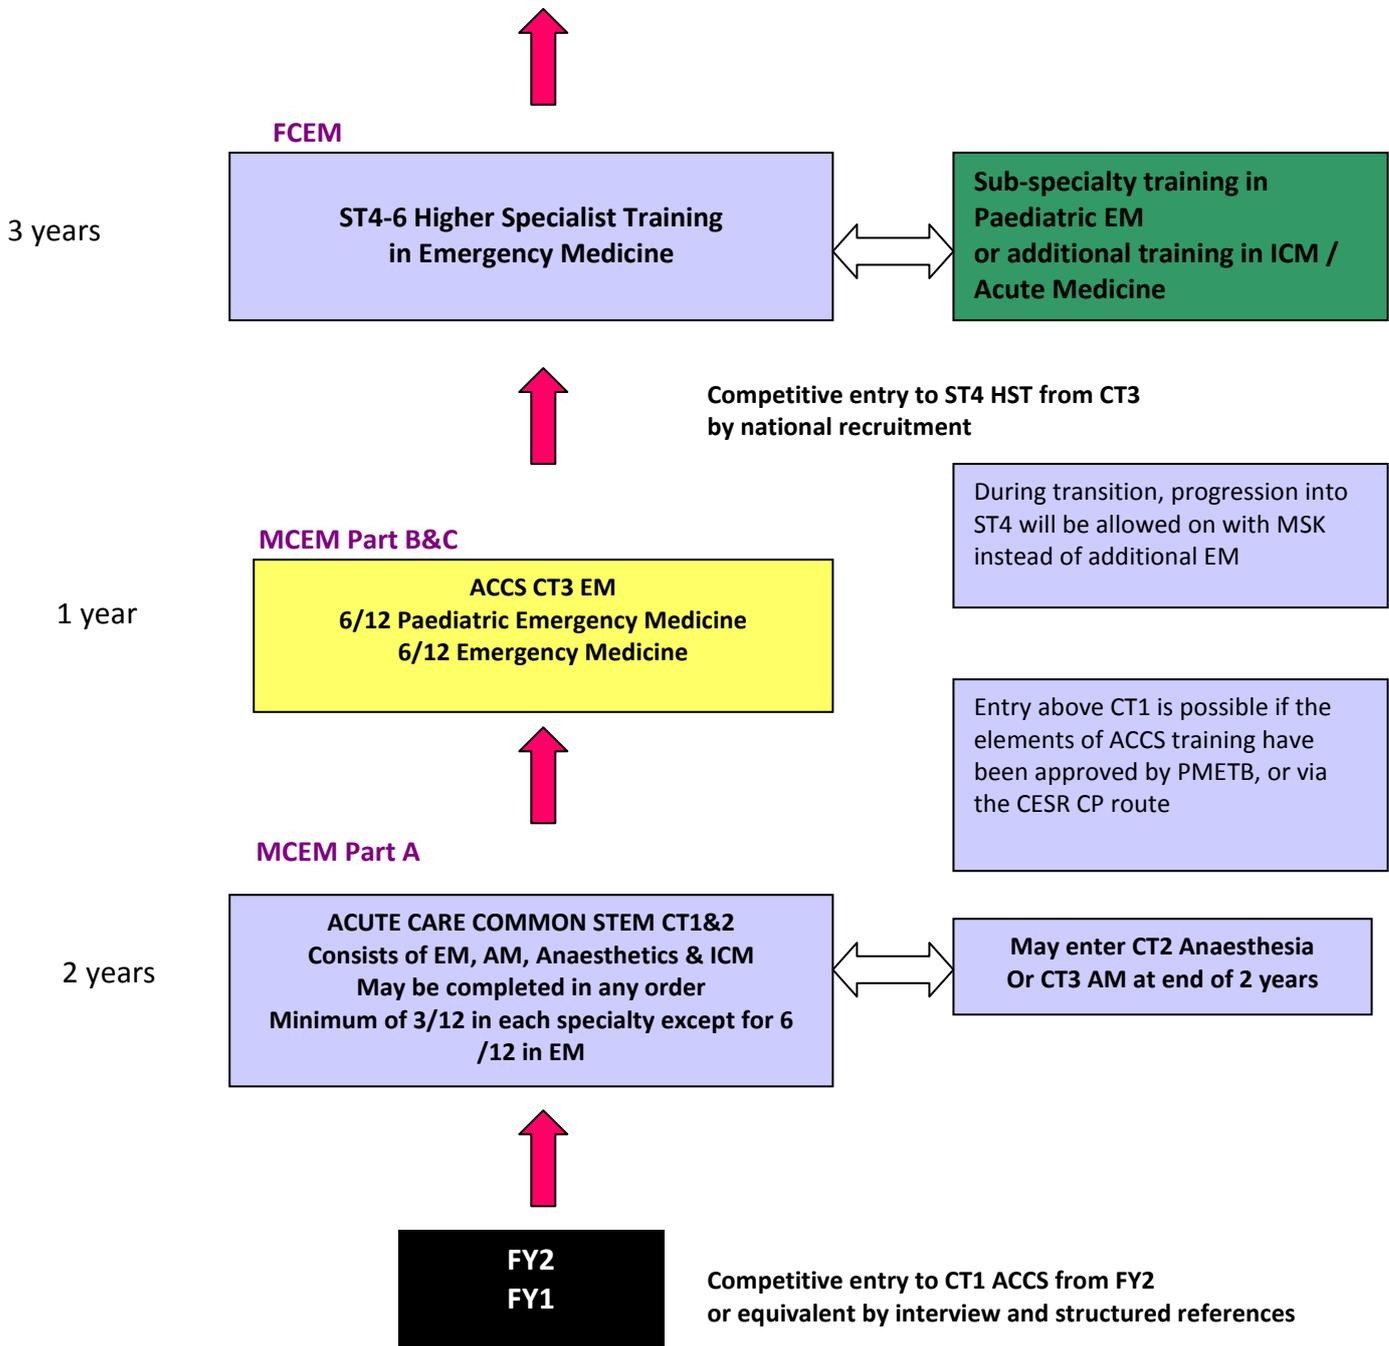 FCEM
3 years
ST4-6 Higher Specialist Training
in Emergency Medicine
Sub-specialty training in
Paediatric EM
or additional training in ICM /
Acute Medicine
Competitive entry to ST4 HST from CT3
by national recruitment
During transition, progression into
ST4 will be allowed on with MSK
instead of additional EM
MCEM Part B&C
1 year
ACCS CT3 EM
6/12 Paediatric Emergency Medicine
6/12 Emergency Medicine
Entry above CT1 is possible if the
elements of ACCS training have
been approved by PMETB, or via
the CESR CP route
MCEM Part A
2 years
ACUTE CARE COMMON STEM CT1&2
Consists of EM, AM, Anaesthetics & ICM
May be completed in any order
Minimum of 3/12 in each specialty except for 6
/12 in EM
May enter CT2 Anaesthesia
Or CT3 AM at end of 2 years
FY2
FY1
Competitive entry to CT1 ACCS from FY2
or equivalent by interview and structured references